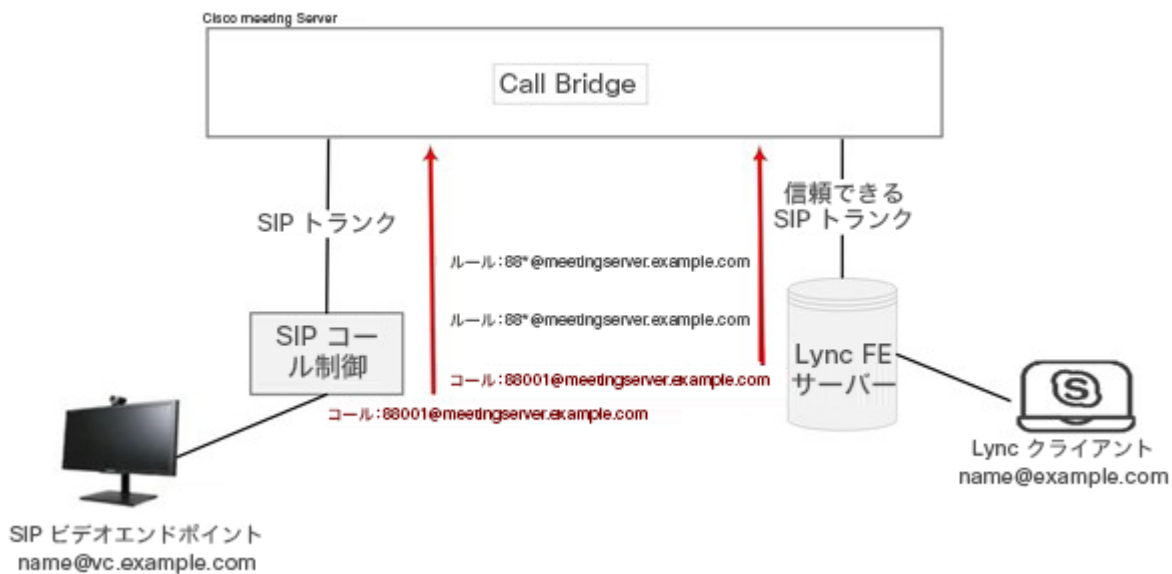 Cisco meeting Server
Call Bridge
SIP トランク
信頼できる
SIP トランク
ルール：88*@meetingserver.example.com
ルール：88*@meetingserver.example.com
SIP コー
ル制御
Lync FE
サーバー
コール：88001@meetingserver.example.com
コール：88001@meetingserver.example.com
Lync クライアント
name@example.com
SIP ビデオエンドポイント
name@vc.example.com